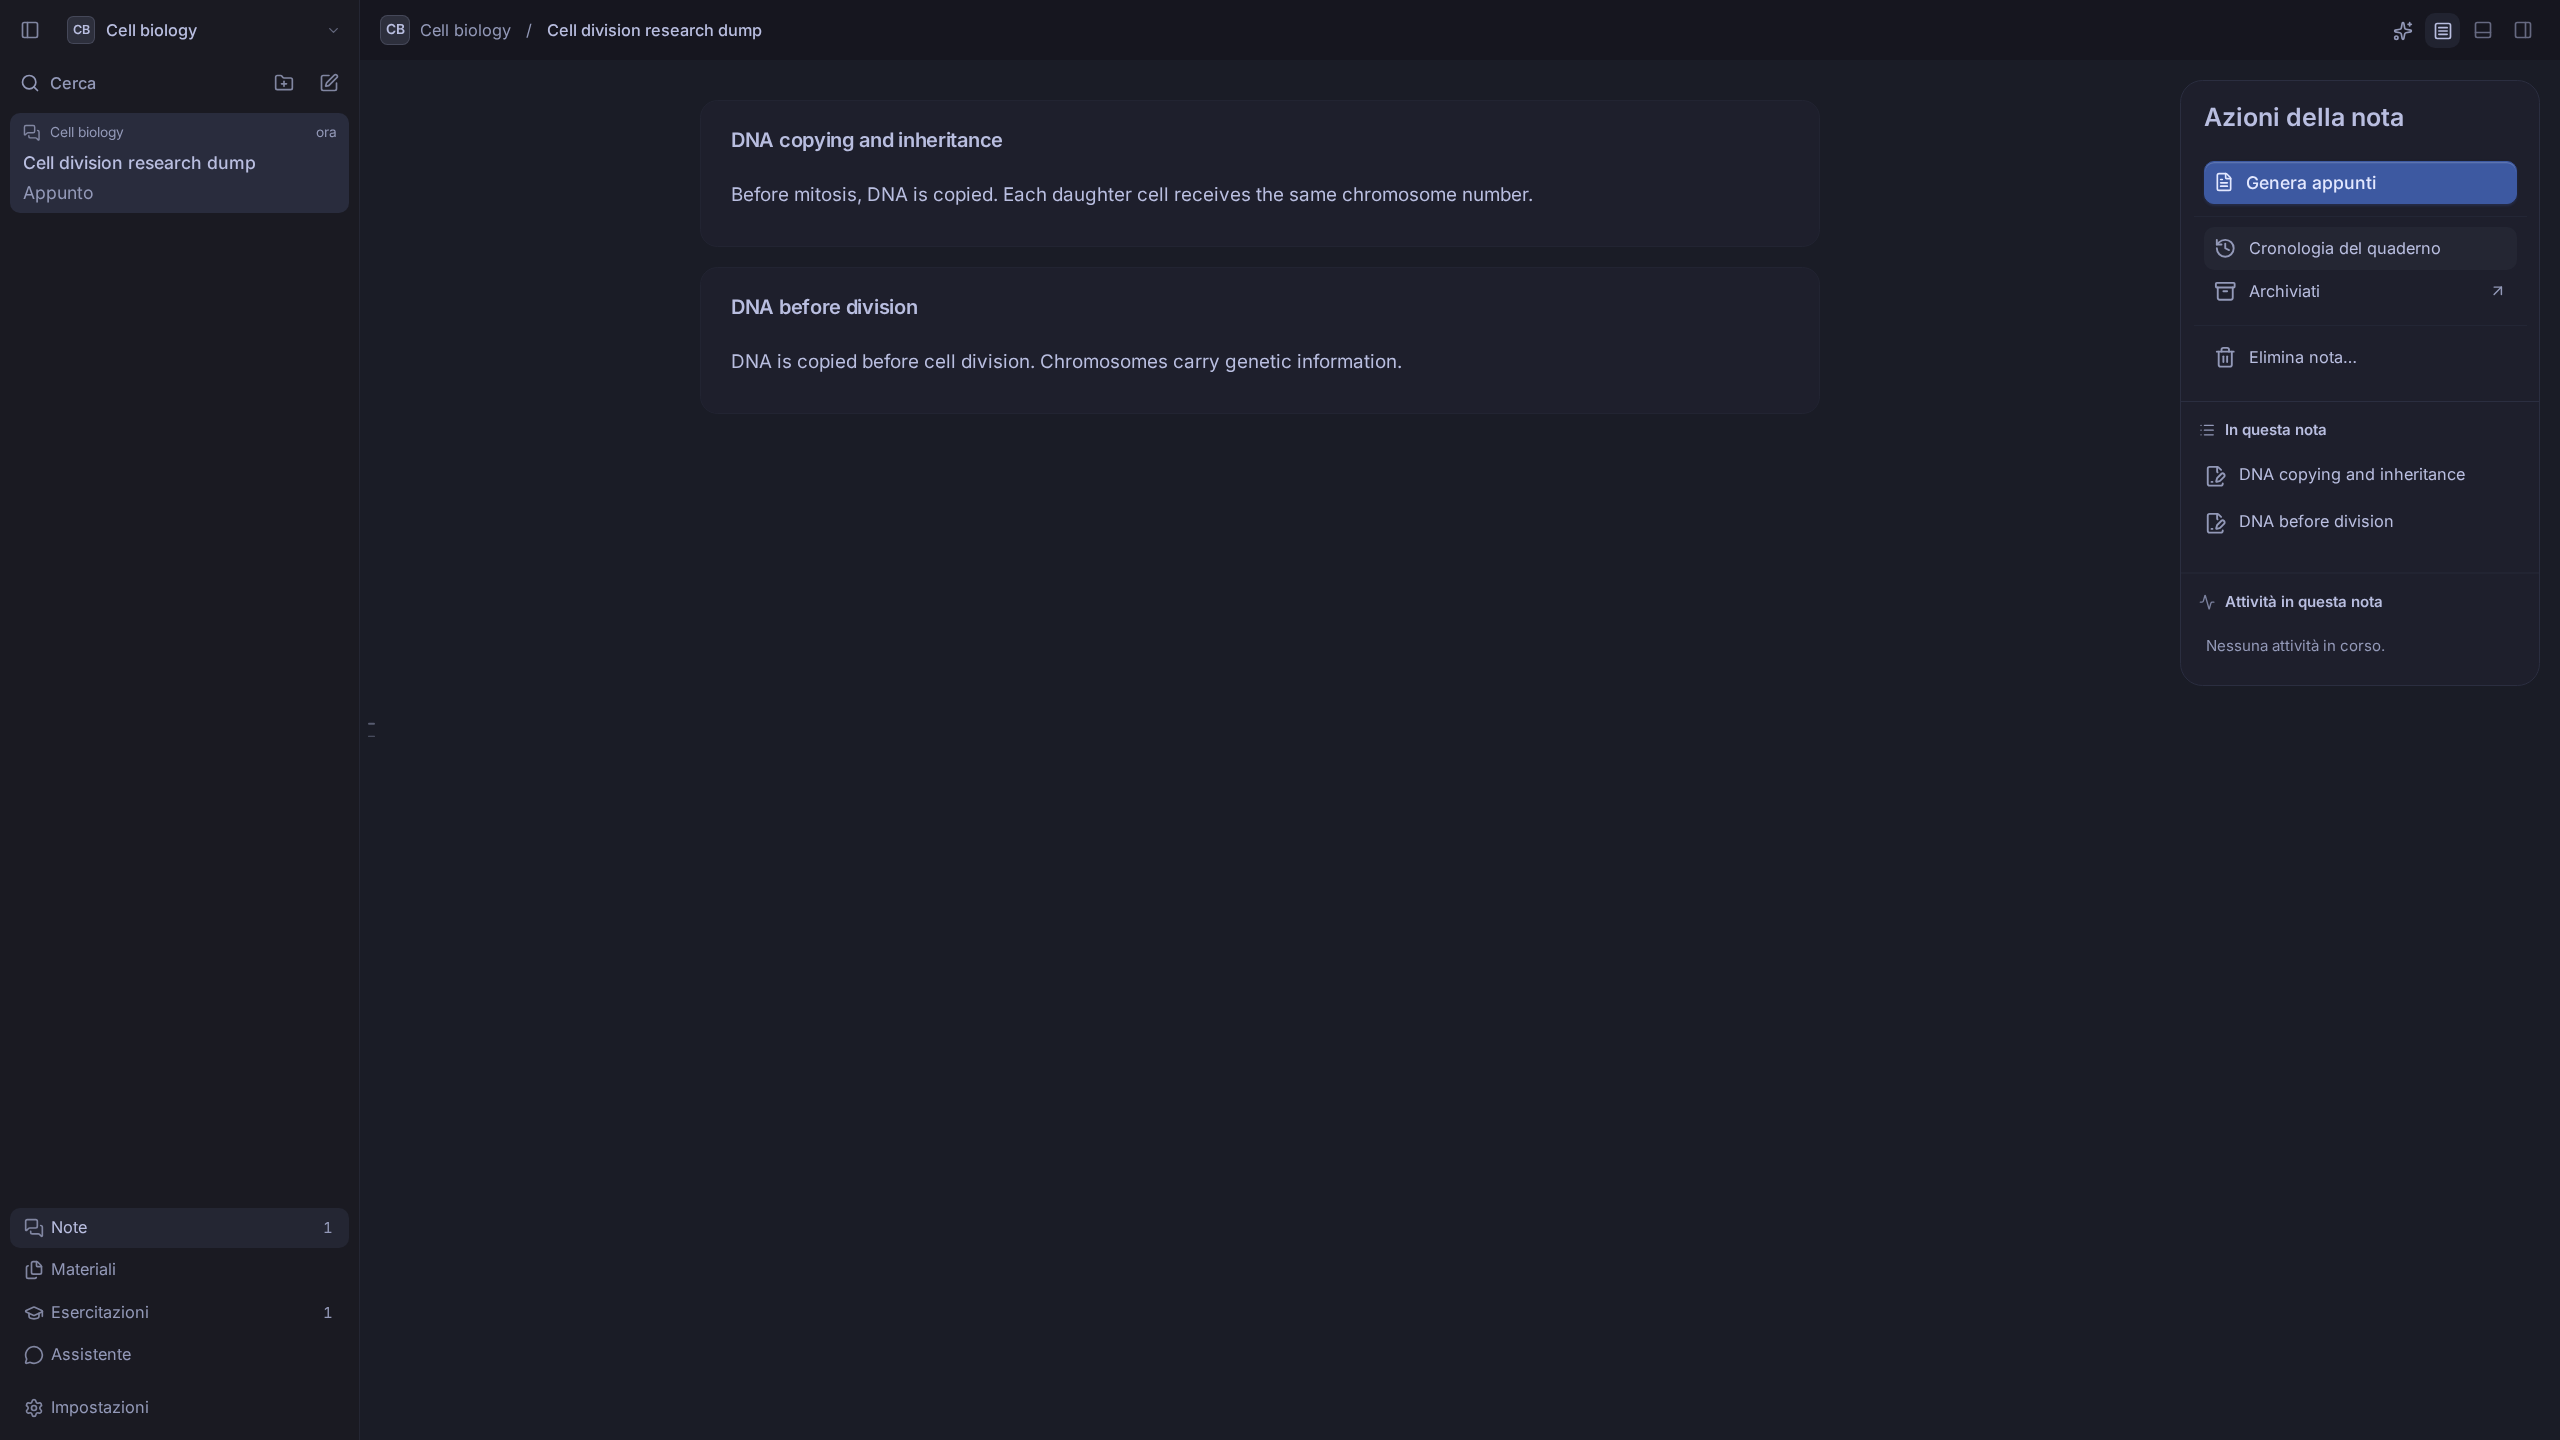 CB Cell biology
Cerca
Cell biology ora
Cell division research dump
Appunto
Note 1
Materiali
Esercitazioni 1
Assistente
Impostazioni
CB Cell biology / Cell division research dump
DNA copying and inheritance
Before mitosis, DNA is copied. Each daughter cell receives the same chromosome number.
DNA before division
DNA is copied before cell division. Chromosomes carry genetic information.
Azioni della nota
Genera appunti
Cronologia del quaderno
Archiviati
Elimina nota...
In questa nota
DNA copying and inheritance
DNA before division
Attività in questa nota
Nessuna attività in corso.